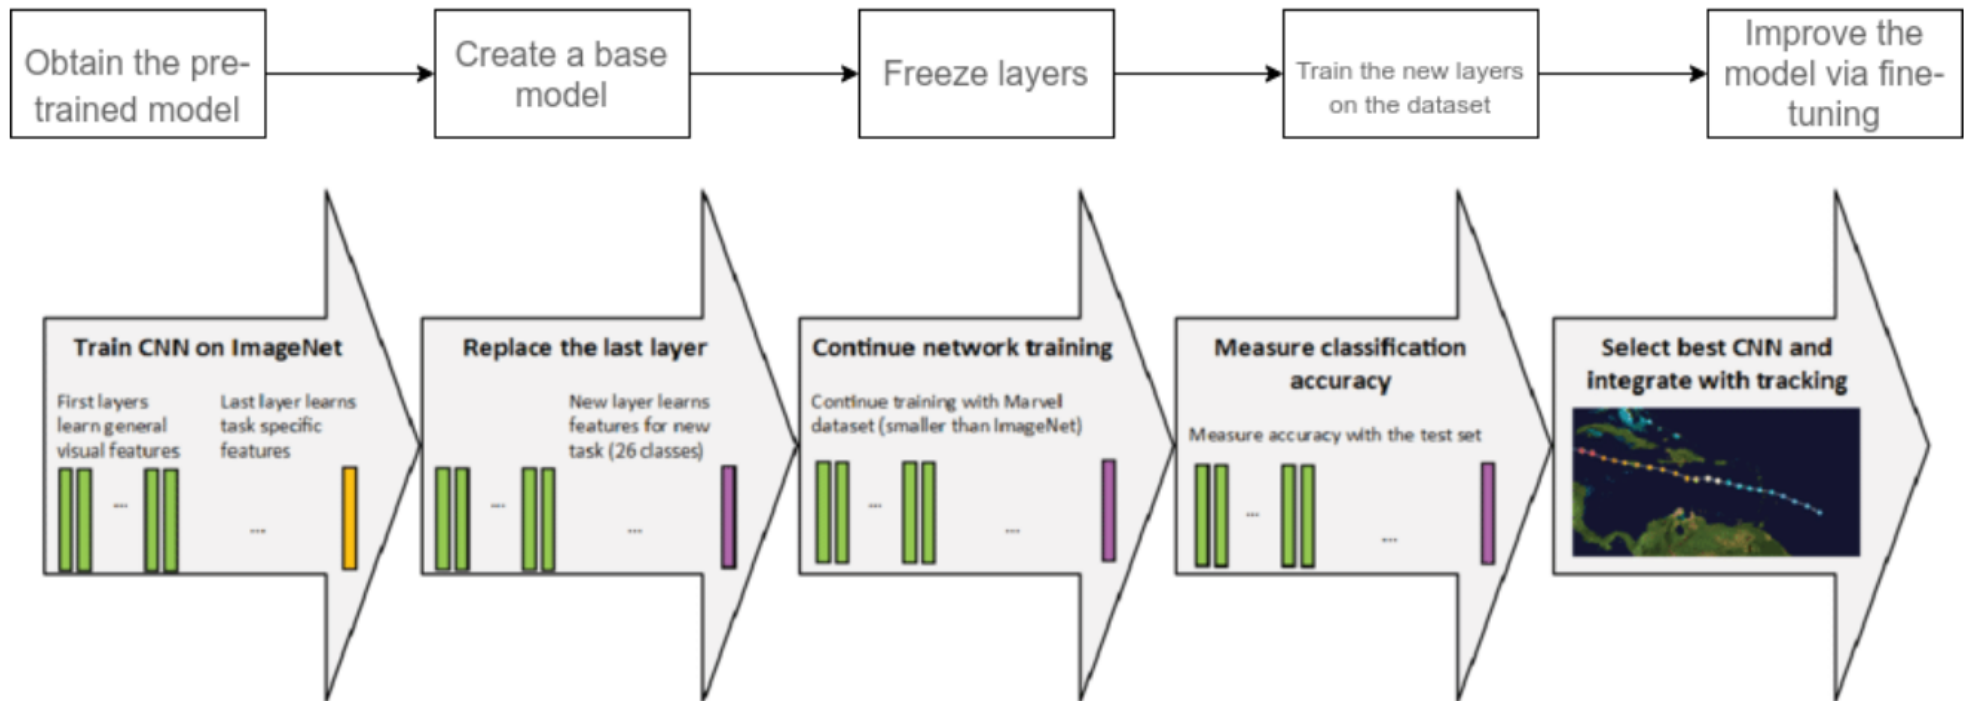 Obtain the pre-
trained model
Create a base
model
Freeze layers
Train the new layers
on the dataset
Improve the
model via fine-
tuning
Train CNN on ImageNet
First layers
learn general
visual features
Last layer learns
task specific
features
...
...
Replace the last layer
New layer learns
features for new
task (26 classes)
...
...
Continue network training
Continue training with Marvel
dataset (smaller than ImageNet)
...
...
Measure classification
accuracy
Measure accuracy with the test set
...
...
Select best CNN and
integrate with tracking